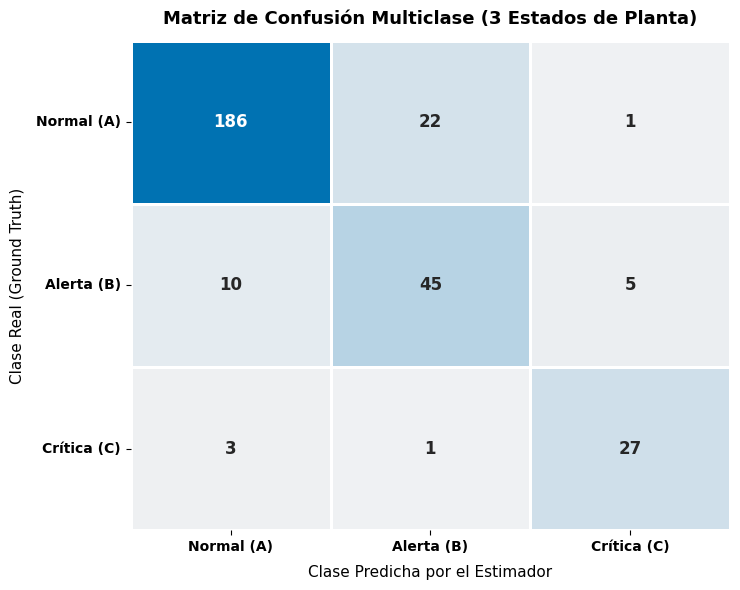 Matriz de Confusión Multiclase (3 Estados de Planta)
Clase Real (Ground Truth)
Normal (A) 186 22 1
Alerta (B) 10 45 5
Crítica (C) 3 1 27
Normal (A) Alerta (B) Crítica (C)
Clase Predicha por el Estimador